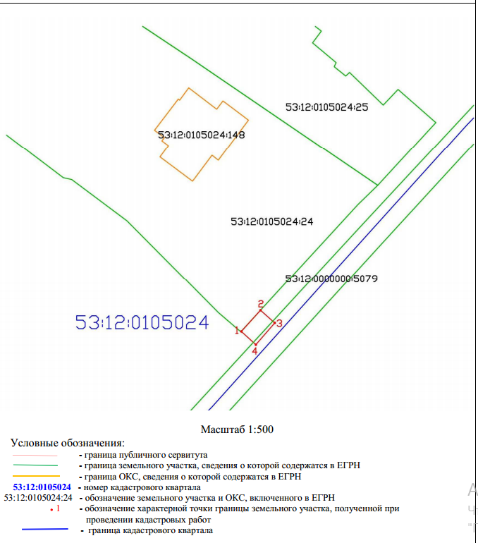 53:12:0105024:25
53:12:0105024:148
53:12:0105024:24
53:12:0000000:5079
2
53:12:0105024
1
3
4
Масштаб 1:500
Условные обозначения:
- граница публичного сервитута
- граница земельного участка, сведения о которой содержатся в ЕГРН
- граница ОКС, сведения о которой содержатся в ЕГРН
53:12:0105024 - номер кадастрового квартала
53:12:0105024:24 - обозначение земельного участка и ОКС, включенного в ЕГРН
1 - обозначение характерной точки границы земельного участка, полученной при
проведении кадастровых работ
- граница кадастрового квартала